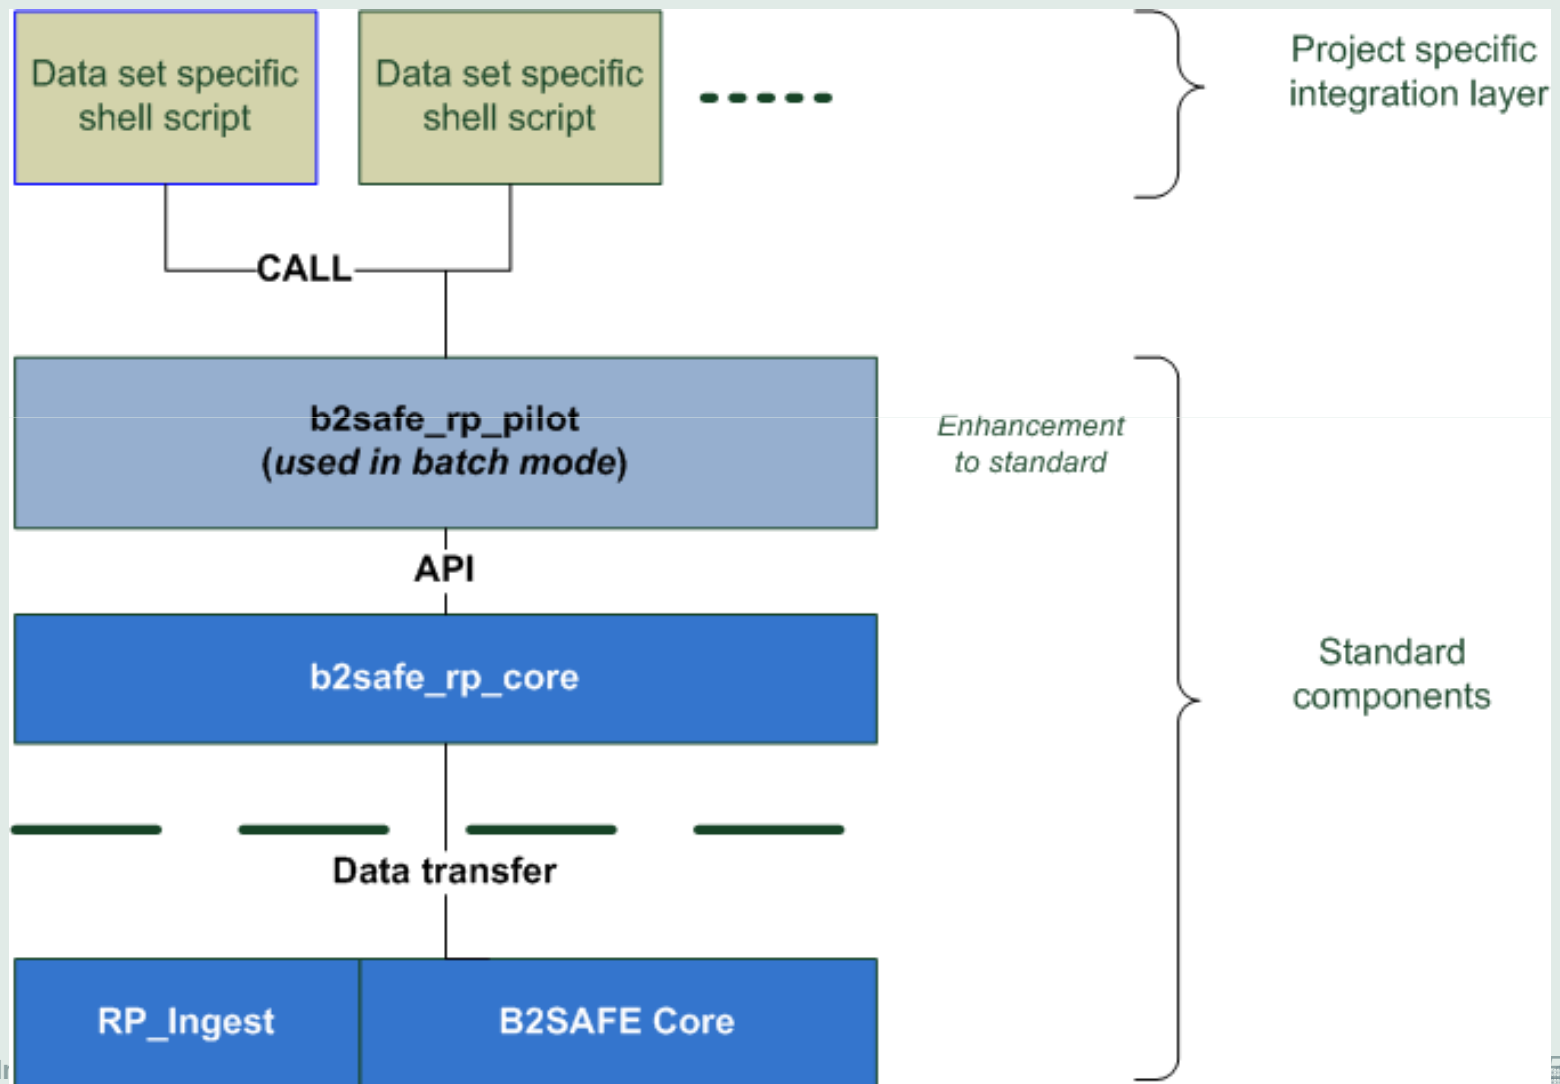 Data set specific
shell script
Data set specific
shell script
Project specific
integration layer
CALL
b2safe_rp_pilot
(used in batch mode)
Enhancement
to standard
API
b2safe_rp_core
Standard
components
Data transfer
RP_Ingest
B2SAFE Core